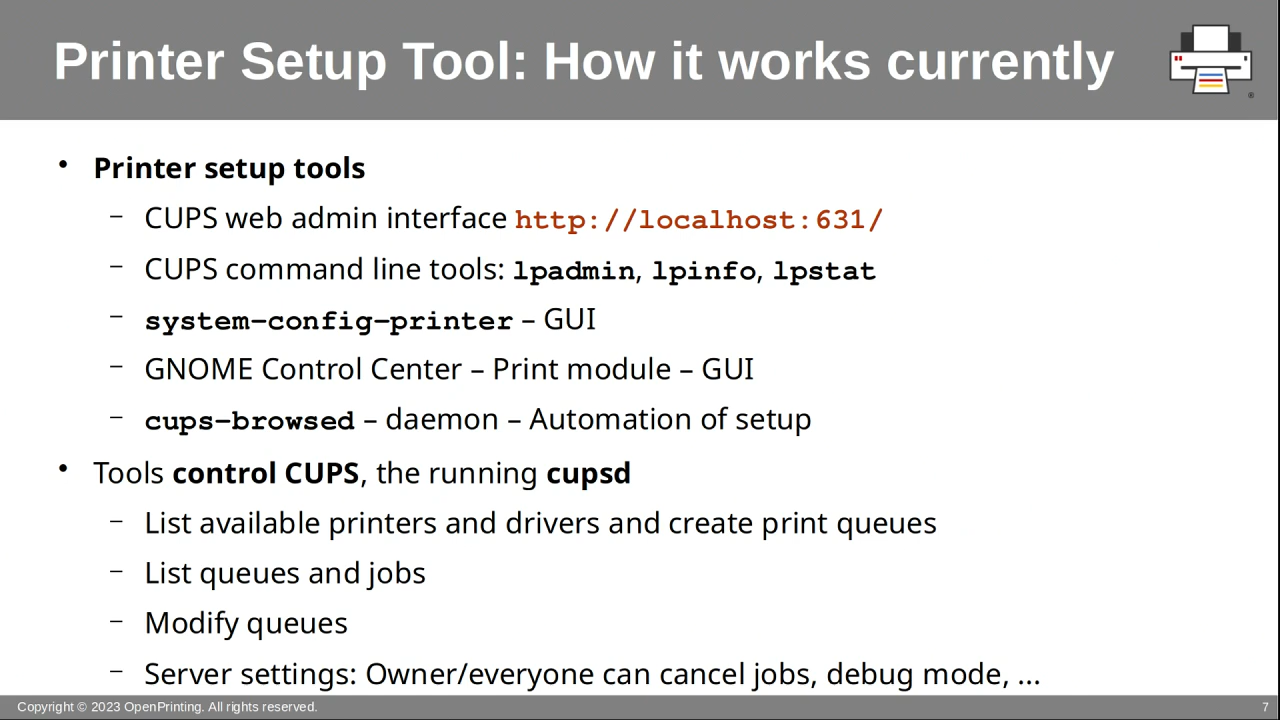 Printer Setup Tool: How it works currently
®
• Printer setup tools
– CUPS web admin interface http://localhost:631/
– CUPS command line tools: lpadmin, lpinfo, lpstat
– system-config-printer – GUI
– GNOME Control Center – Print module – GUI
– cups-browsed – daemon – Automation of setup
• Tools control CUPS, the running cupsd
– List available printers and drivers and create print queues
– List queues and jobs
– Modify queues
– Server settings: Owner/everyone can cancel jobs, debug mode, ...
Copyright © 2023 OpenPrinting. All rights reserved.
7